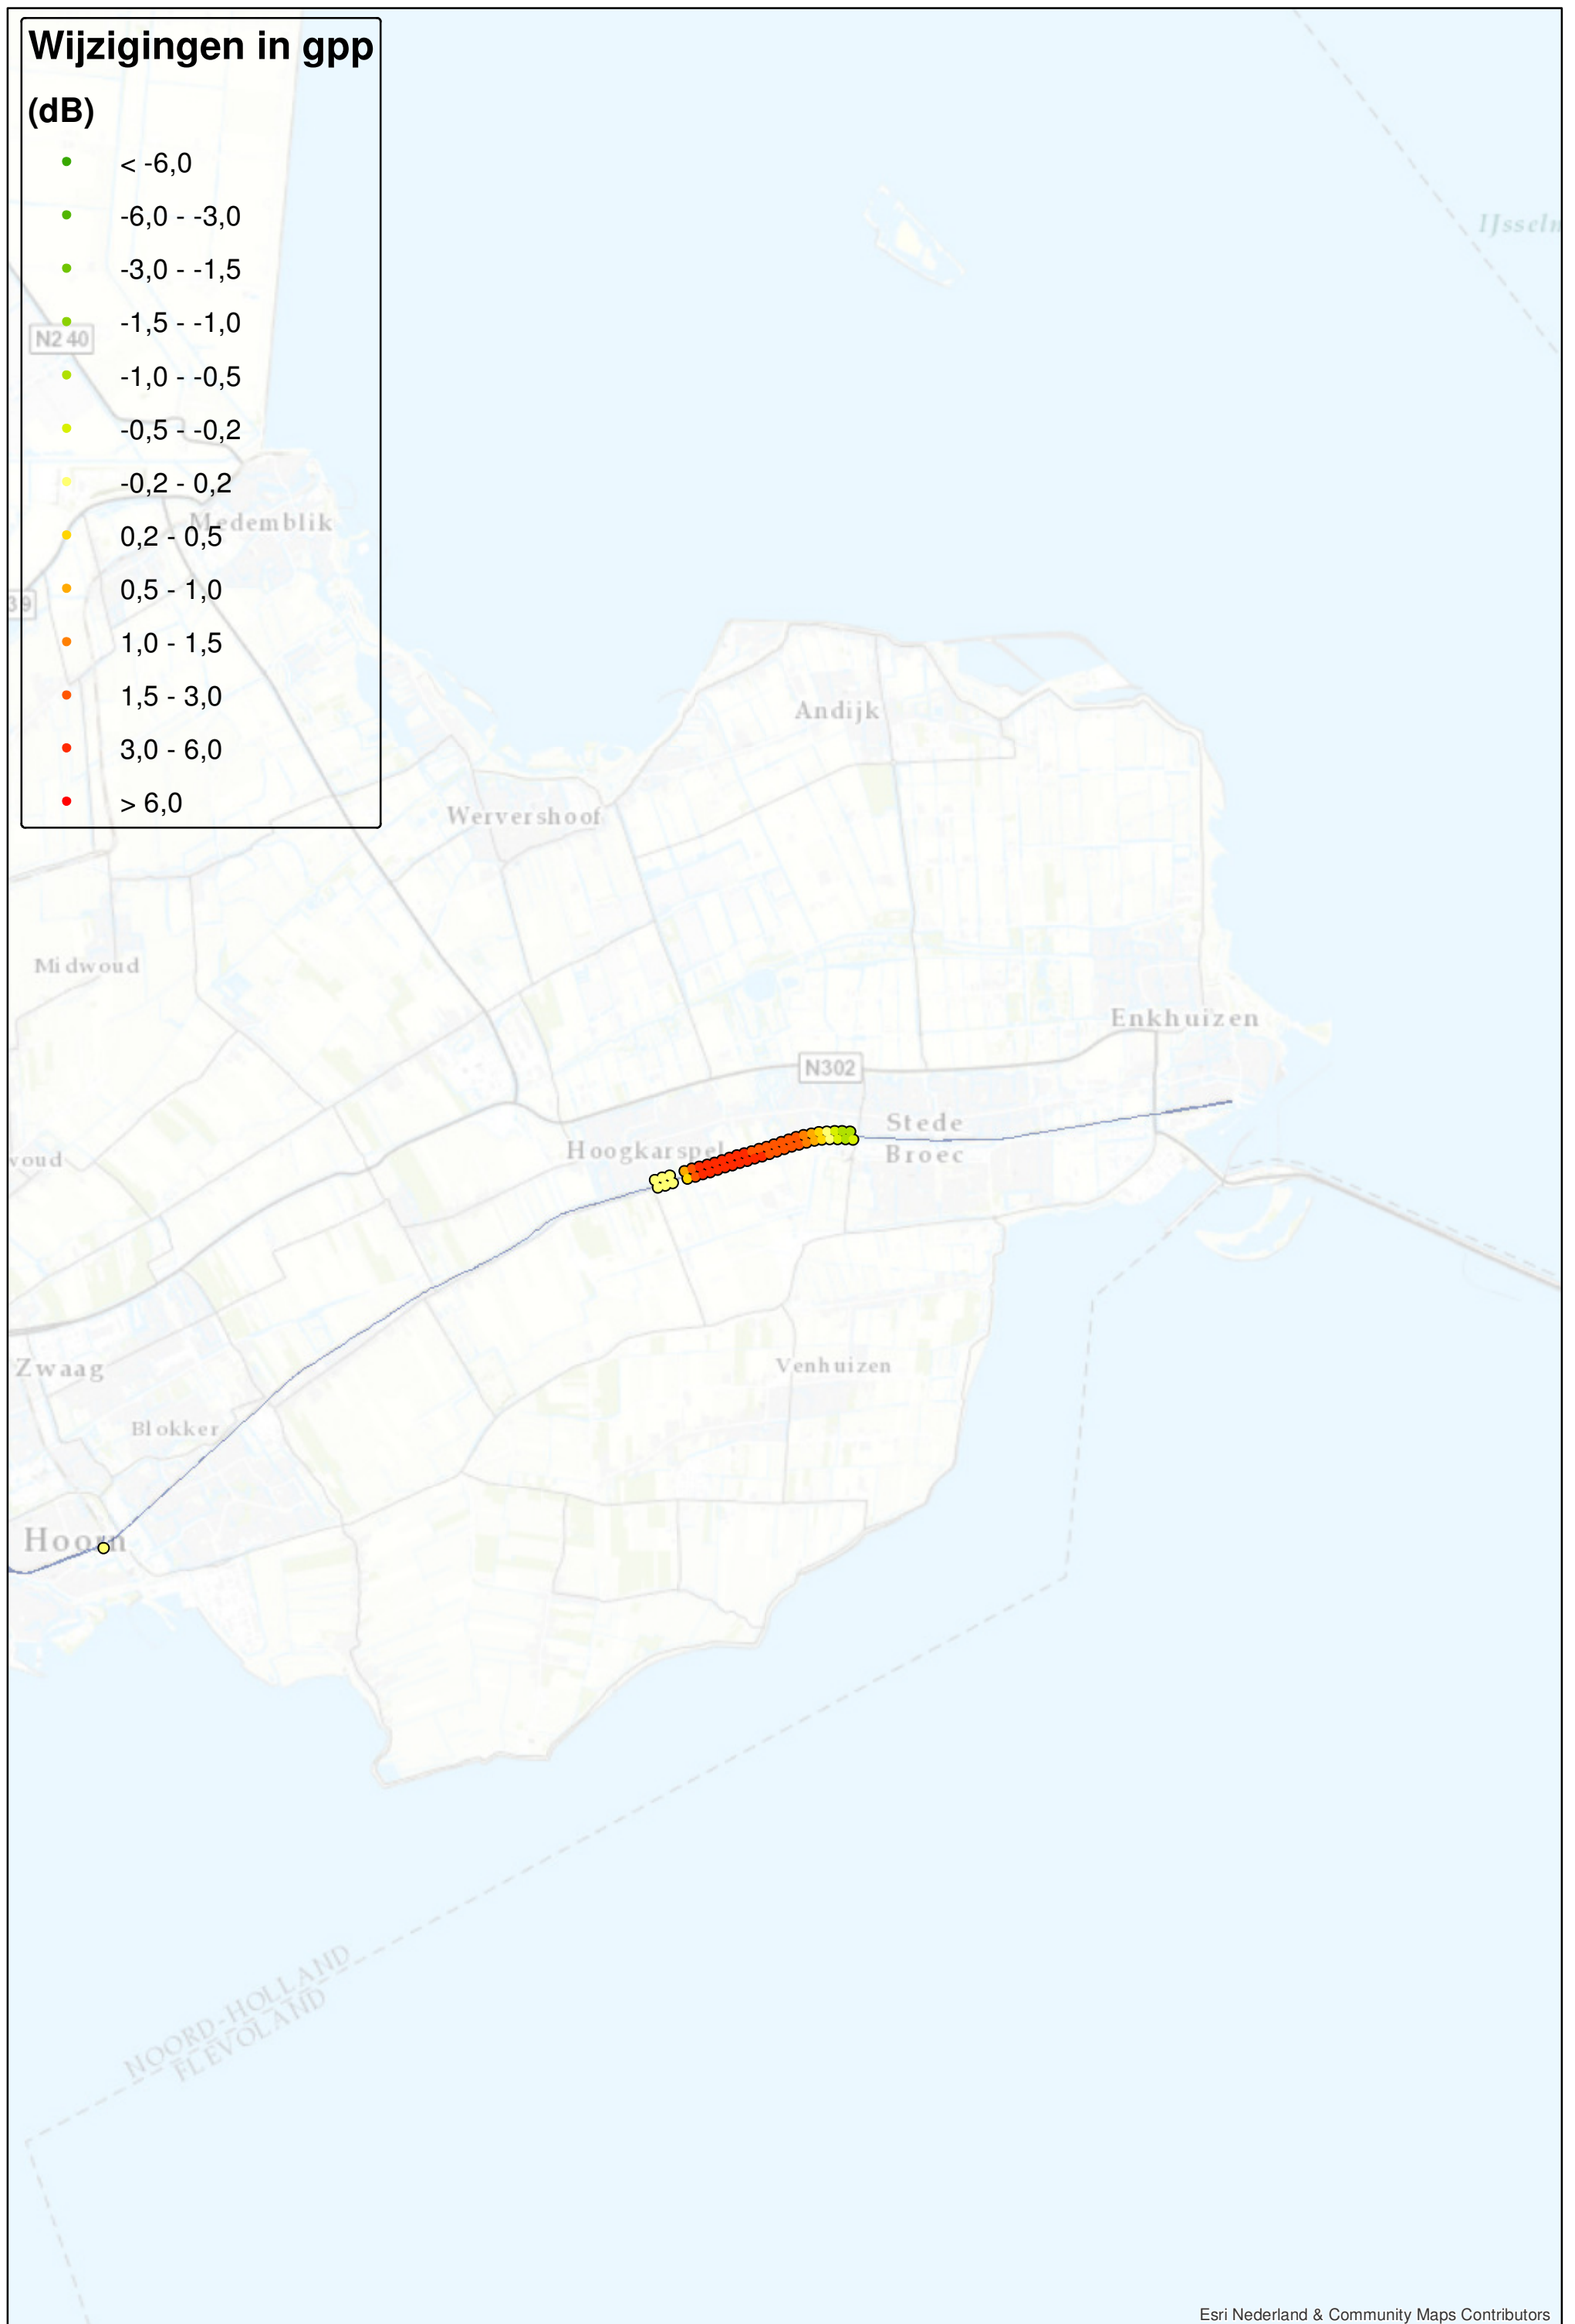 Wijzigingen in gpp
(dB)
< -6,0
-6,0 - -3,0
-3,0 - -1,5
-1,5 - -1,0
-1,0 - -0,5
-0,5 - -0,2
-0,2 - 0,2
0,2 - 0,5
0,5 - 1,0
1,0 - 1,5
1,5 - 3,0
3,0 - 6,0
> 6,0
IJsseln
N240
Medemblik
39
Andijk
Wervershoof
Midwoud
Enkhuizen
N302
Stede
Broec
Hoogkarspel
woud
Zwaag
Venhuizen
Blokker
Hoorn
NOORD-HOLLAND
FLEVOLAND
Esri Nederland & Community Maps Contributors